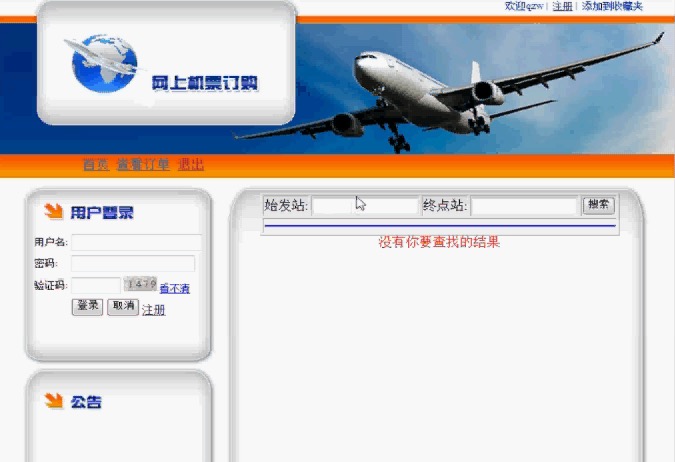 欢迎qzw | 注册 | 添加到收藏夹
网上机票订购
首页 查看订单 退出
用户登录
用户名:
密码:
验证码: 1479 看不清
登录 取消 注册
公告
始发站: 终点站: 搜索
没有你要查找的结果